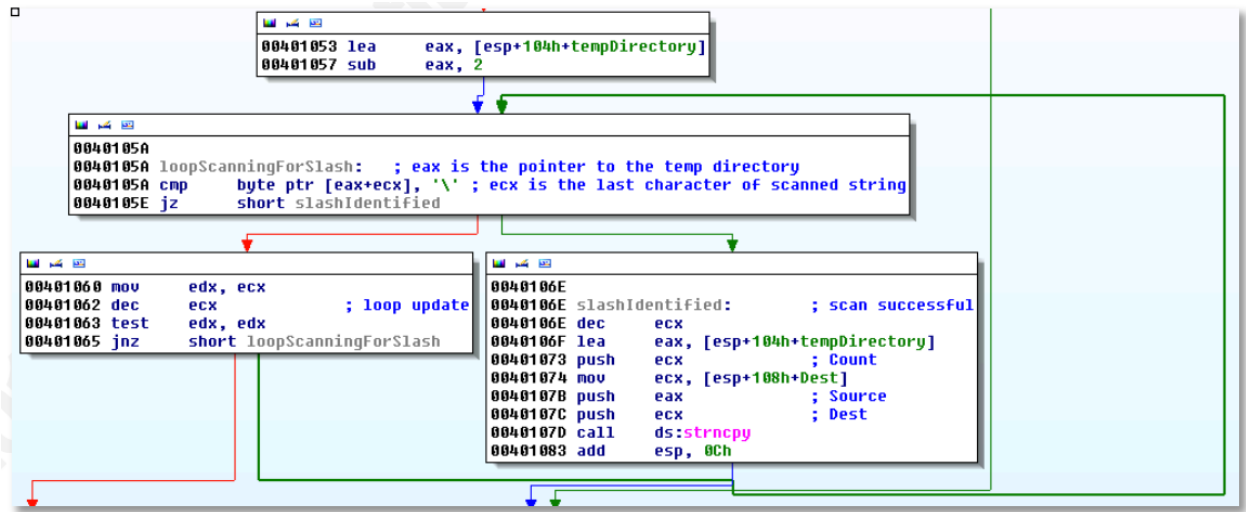 00401053 lea eax, [esp+104h+tempDirectory]
00401057 sub eax, 2
0040105A
0040105A loopScanningForSlash: ; eax is the pointer to the temp directory
0040105A cmp byte ptr [eax+ecx], '\' ; ecx is the last character of scanned string
0040105E jz short slashIdentified
00401060 mov edx, ecx
00401062 dec ecx ; loop update
00401063 test edx, edx
00401065 jnz short loopScanningForSlash
0040106E
0040106E slashIdentified: ; scan successful
0040106E dec ecx
0040106F lea eax, [esp+104h+tempDirectory]
00401073 push ecx ; Count
00401074 mov ecx, [esp+108h+Dest]
0040107B push eax ; Source
0040107C push ecx ; Dest
0040107D call ds:strncpy
00401083 add esp, 0Ch